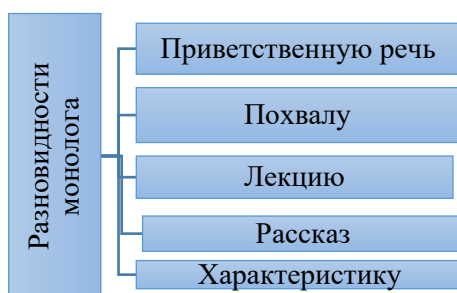 Разновидности
монолога
Приветственную речь
Похвалу
Лекцию
Рассказ
Характеристику